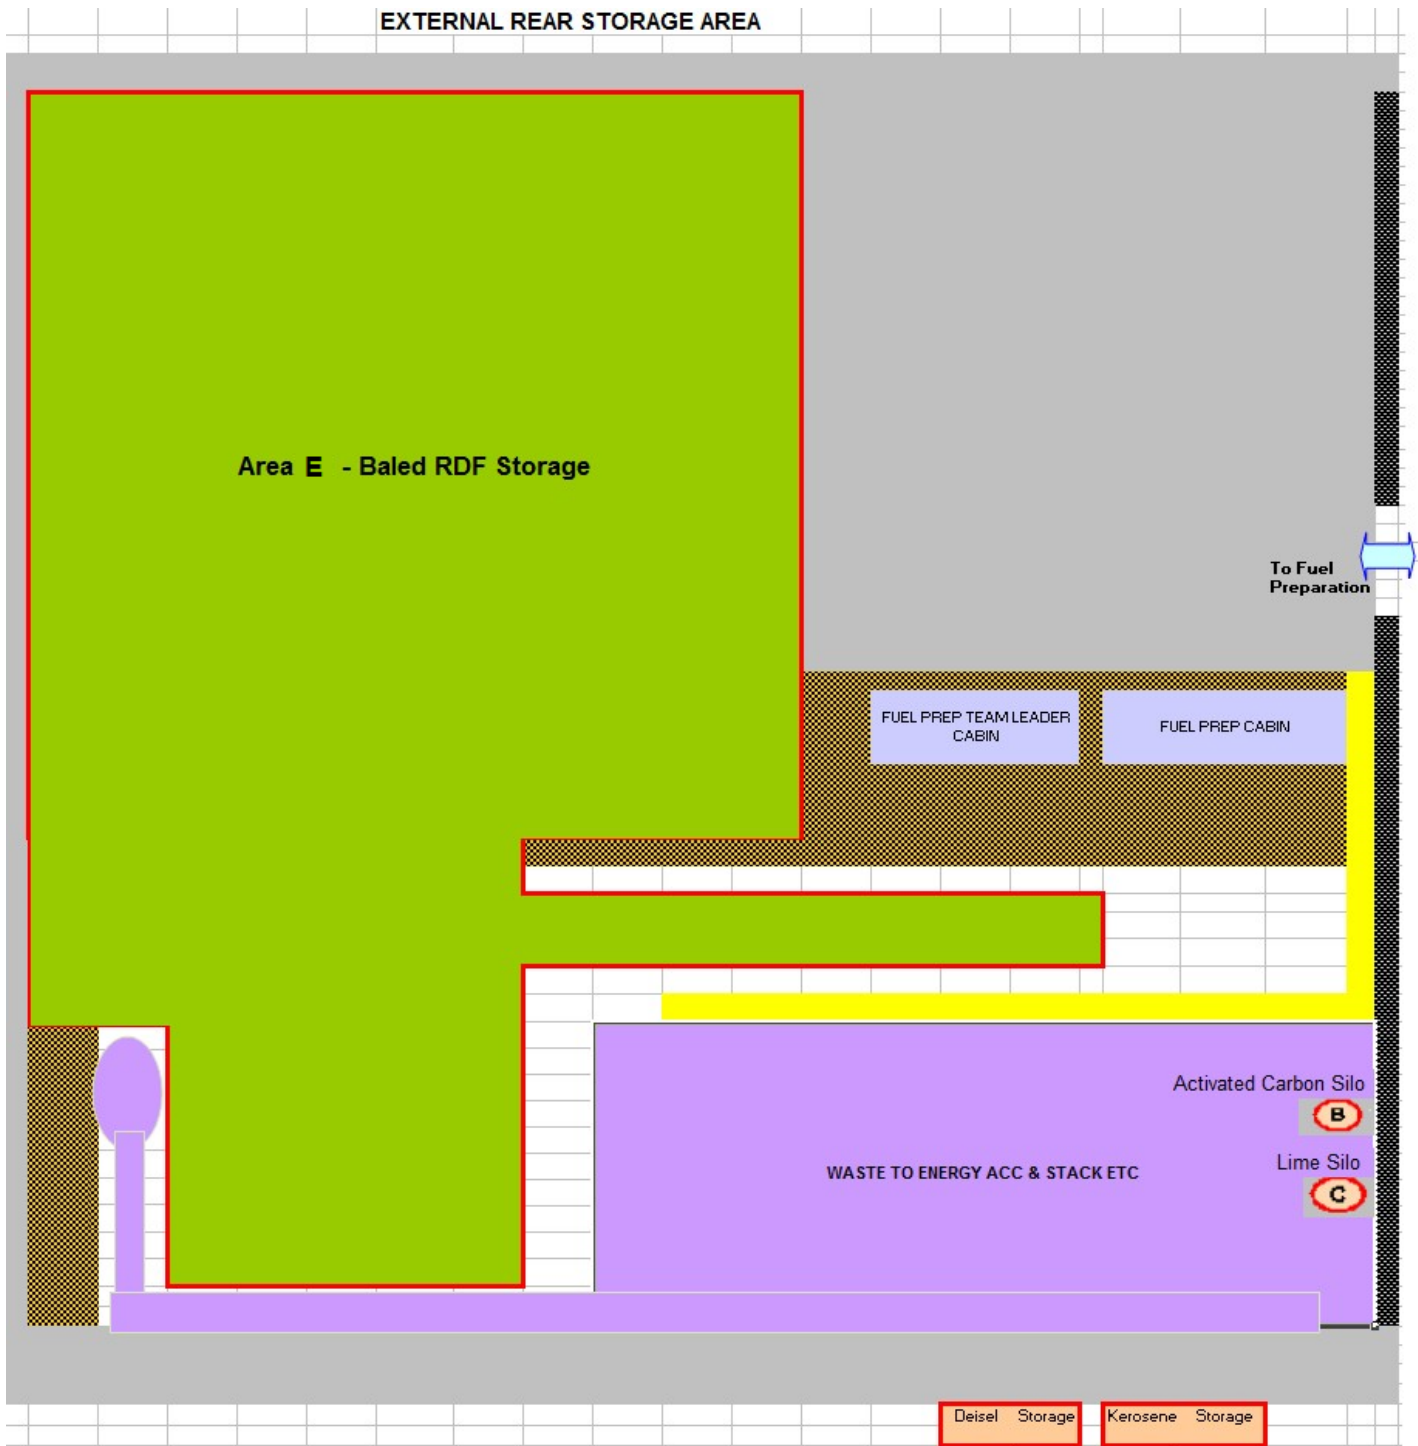 EXTERNAL REAR STORAGE AREA
Area E - Baled RDF Storage
To Fuel
Preparation
FUEL PREP TEAM LEADER
CABIN
FUEL PREP CABIN
Activated Carbon Silo
B
Lime Silo
WASTE TO ENERGY ACC & STACK ETC
C
Deisel Storage
Kerosene Storage